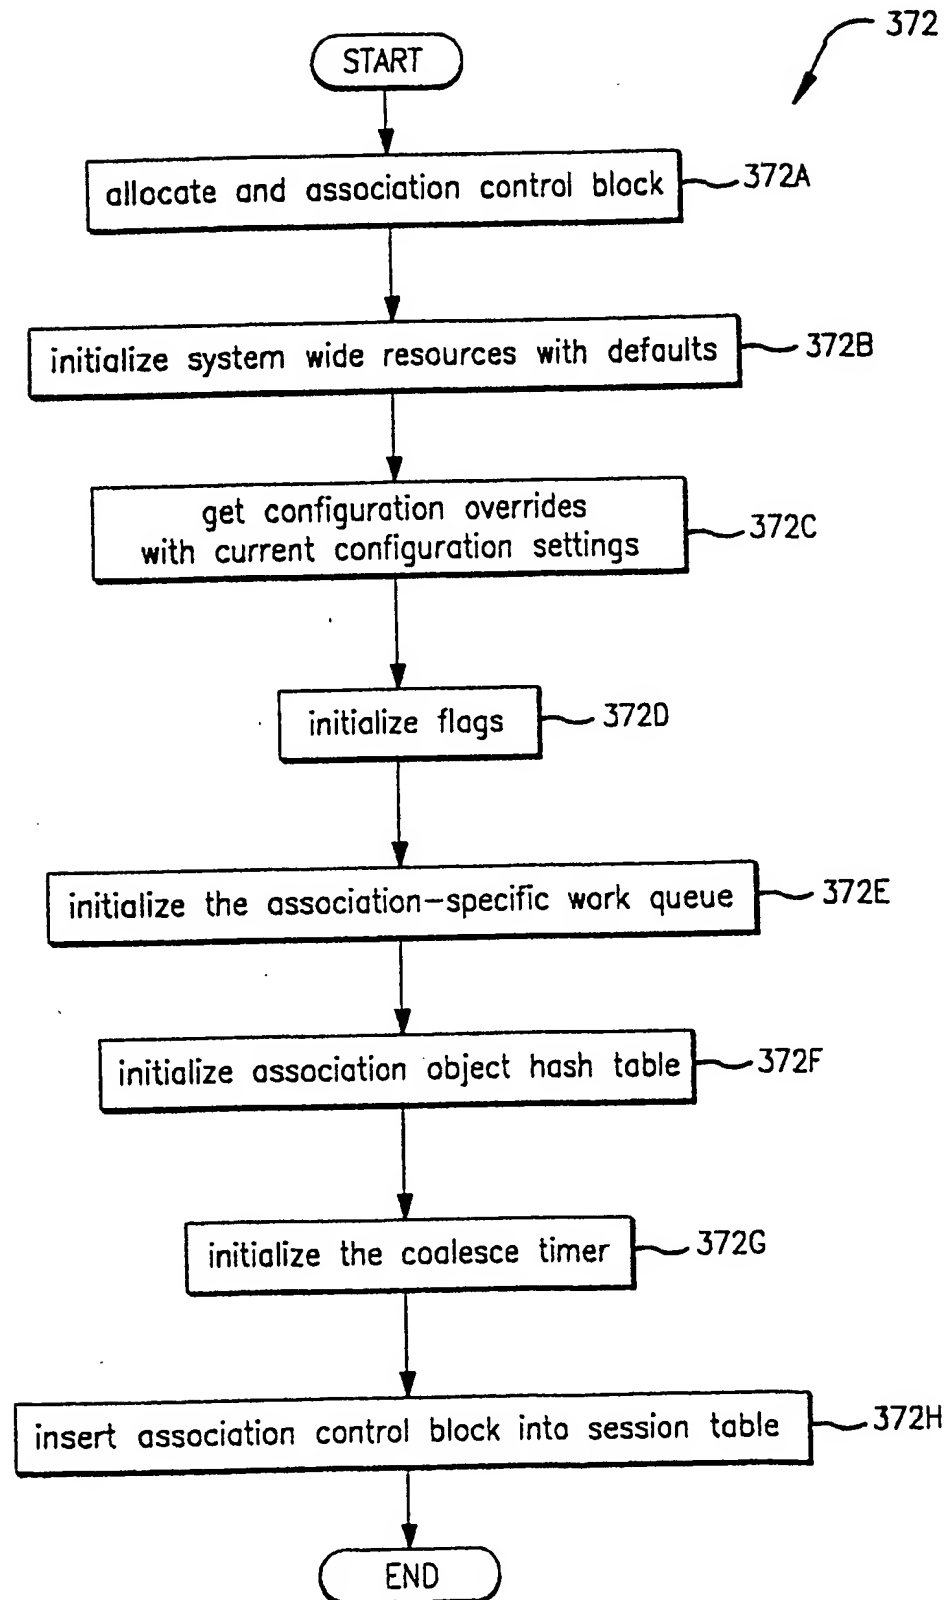 372
START
allocate and association control block
372A
initialize system wide resources with defaults
372B
get configuration overrides
with current configuration settings
372C
initialize flags
372D
initialize the association-specific work queue
372E
initialize association object hash table
372F
initialize the coalesce timer
372G
insert association control block into session table
372H
END